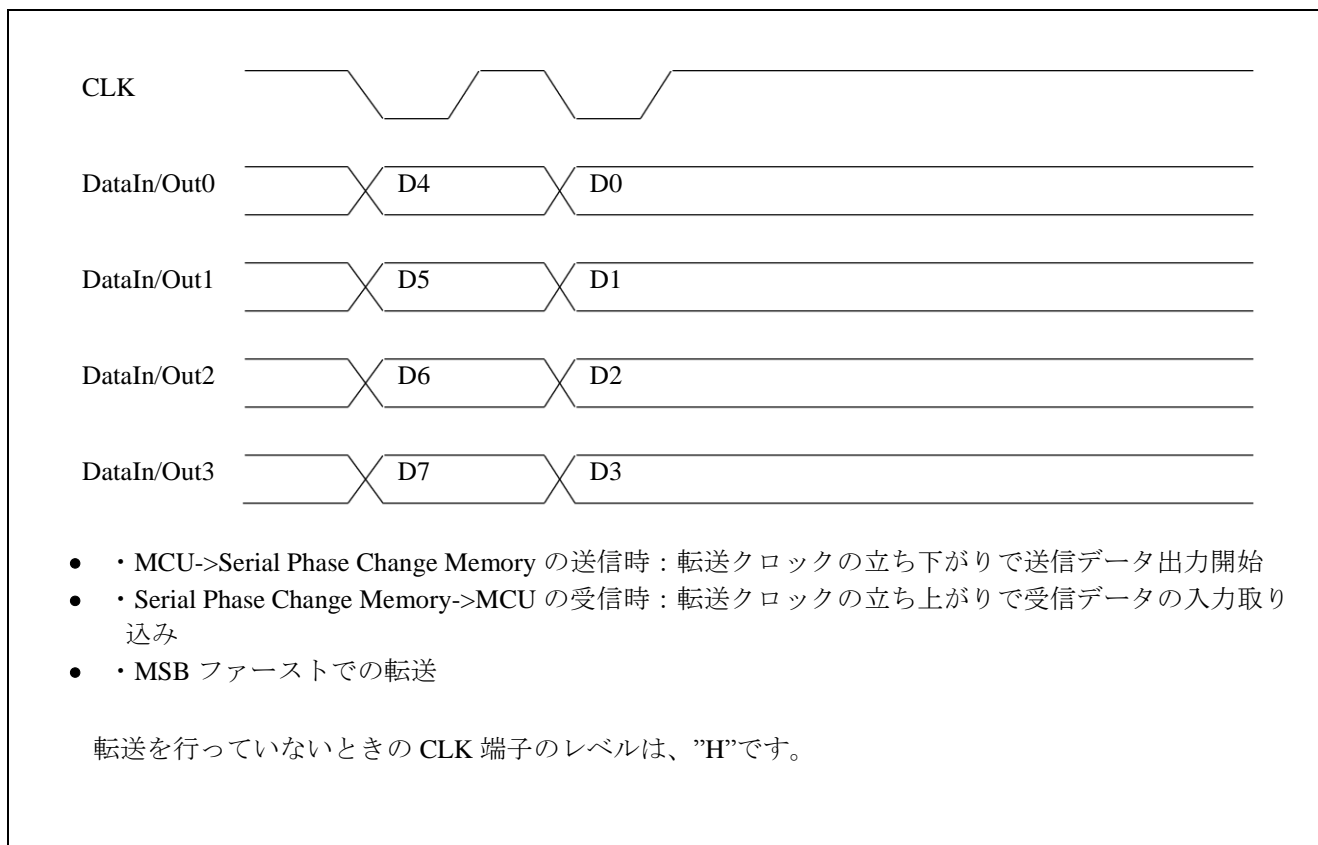 CLK
DataIn/Out0 D4 D0
DataIn/Out1 D5 D1
DataIn/Out2 D6 D2
DataIn/Out3 D7 D3
● ・MCU->Serial Phase Change Memory の送信時：転送クロックの立ち下がりで送信データ出力開始
● ・Serial Phase Change Memory->MCU の受信時：転送クロックの立ち上がりで受信データの入力取り
込み
● ・MSB ファーストでの転送
転送を行っていないときの CLK 端子のレベルは、”H”です。